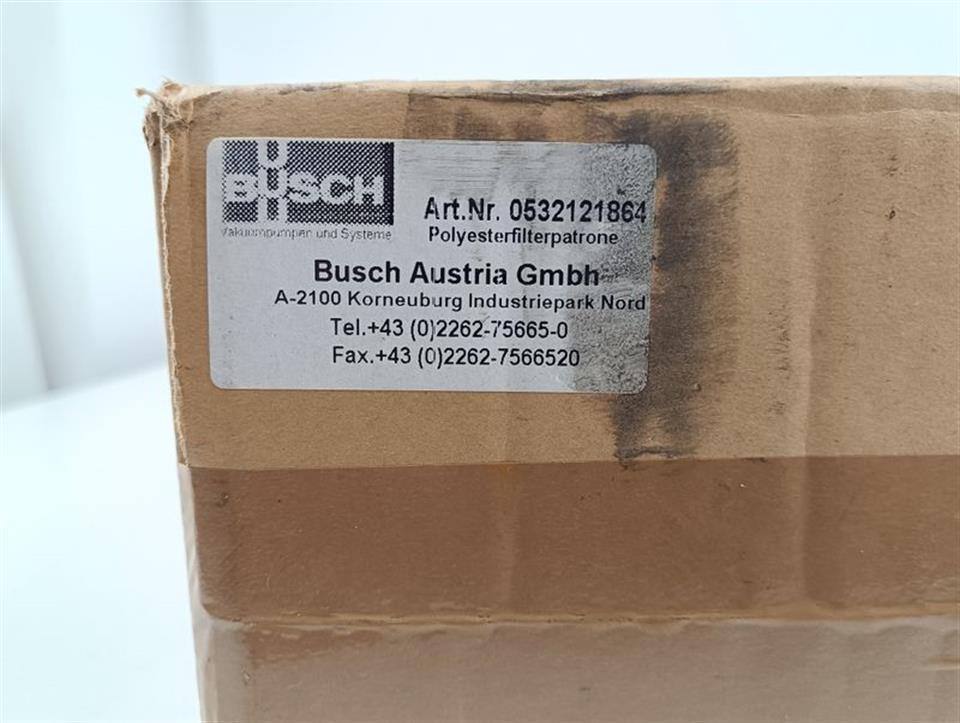 BUSCH
Vakuumpumpen und Systeme
Art.Nr. 0532121864
Polyesterfilterpatrone
Busch Austria Gmbh
A-2100 Korneuburg Industriepark Nord
Tel.+43 (0)2262-75665-0
Fax.+43 (0)2262-7566520